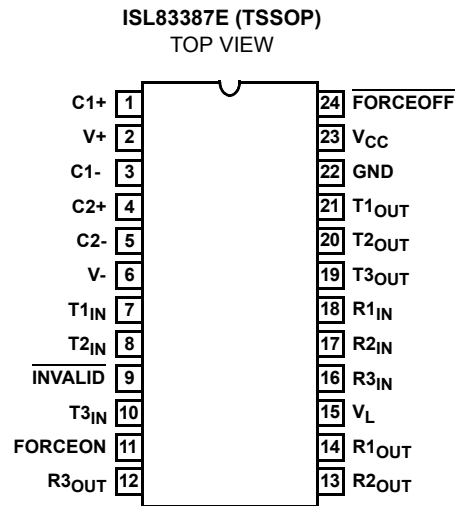 ISL83387E (TSSOP)
TOP VIEW
C1+ 1 24 FORCEOFF
V+ 2 23 VCC
C1- 3 22 GND
C2+ 4 21 T1OUT
C2- 5 20 T2OUT
V- 6 19 T3OUT
T1IN 7 18 R1IN
T2IN 8 17 R2IN
INVALID 9 16 R3IN
T3IN 10 15 VL
FORCEON 11 14 R1OUT
R3OUT 12 13 R2OUT